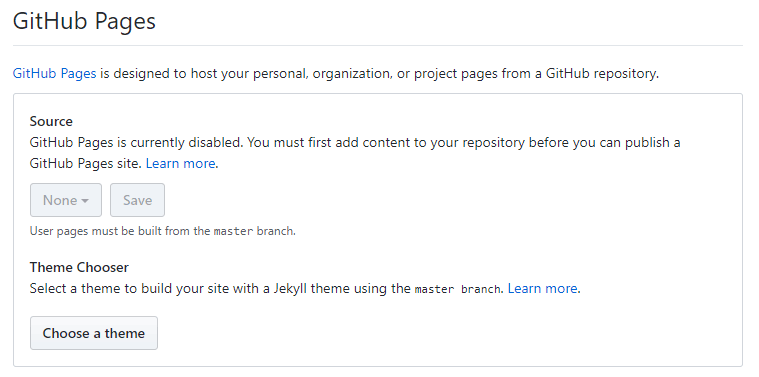 GitHub Pages
GitHub Pages is designed to host your personal, organization, or project pages from a GitHub repository.
Source
GitHub Pages is currently disabled. You must first add content to your repository before you can publish a
GitHub Pages site. Learn more.
None Save
User pages must be built from the master branch.
Theme Chooser
Select a theme to build your site with a Jekyll theme using the master branch. Learn more.
Choose a theme